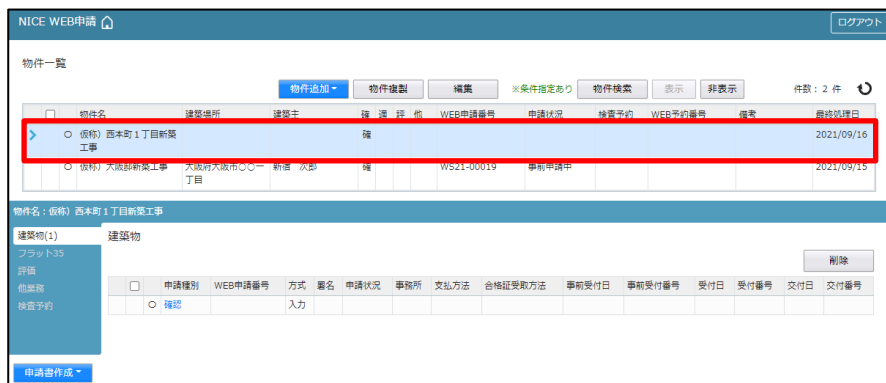 NICE WEB申請
ログアウト
物件一覧
物件追加 物件複製 編集 ※条件指定あり 物件検索 表示 非表示 件数：2 件
物件名 建築場所 建築主 確 適 評 他 WEB申請番号 申請状況 検査予約 WEB予約番号 備考 最終処理日
○ 仮称）西本町１丁目新築 確 2021/09/16
工事
○ 仮称）大阪邸新築工事 大阪府大阪市○○一 新宿 次郎 確 WS21-00019 事前申請中 2021/09/15
丁目
物件名：仮称）西本町１丁目新築工事
建築物(1) 建築物
フラット35
削除
評価
申請種別 WEB申請番号 方式 署名 申請状況 事務所 支払方法 合格証受取方法 事前受付日 事前受付番号 受付日 受付番号 交付日 交付番号
他業務
○ 確認 入力
検査予約
申請書作成